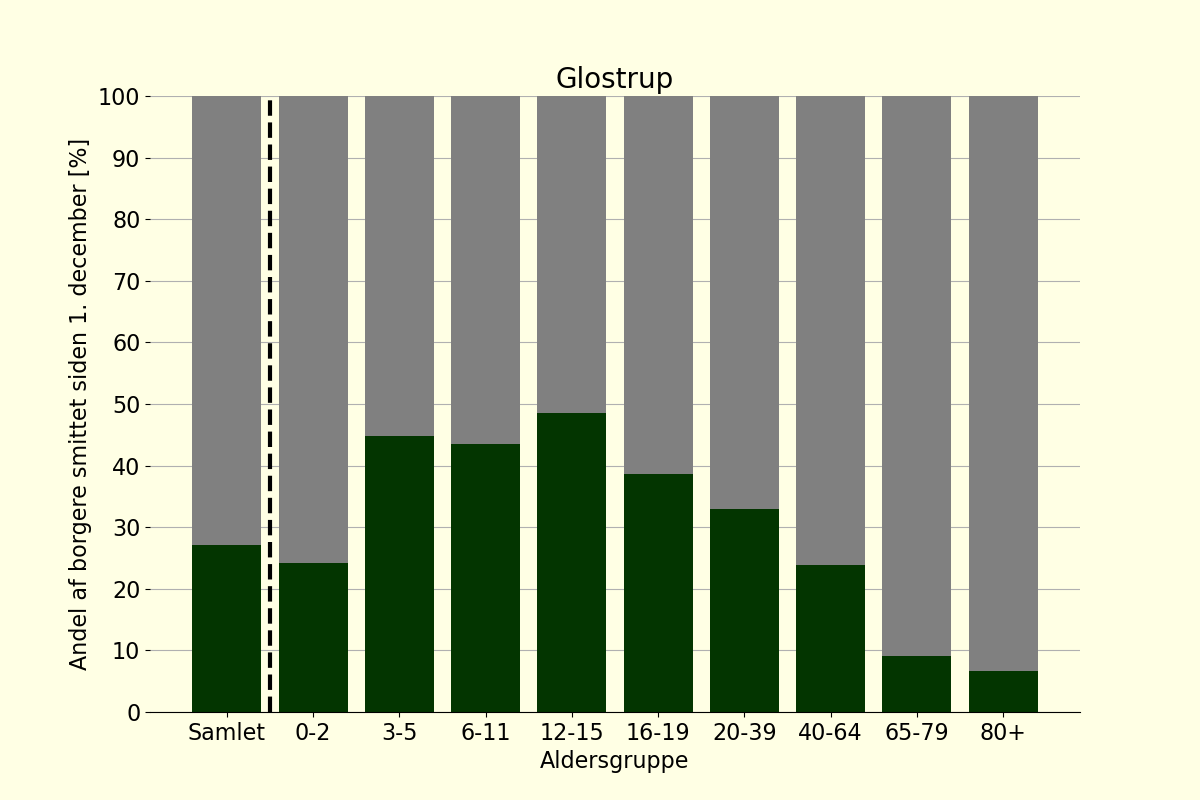 Glostrup
Andel af borgere smittet siden 1. december [%]
100
90
80
70
60
50
40
30
20
10
0
Samlet 0-2 3-5 6-11 12-15 16-19 20-39 40-64 65-79 80+
Aldersgruppe